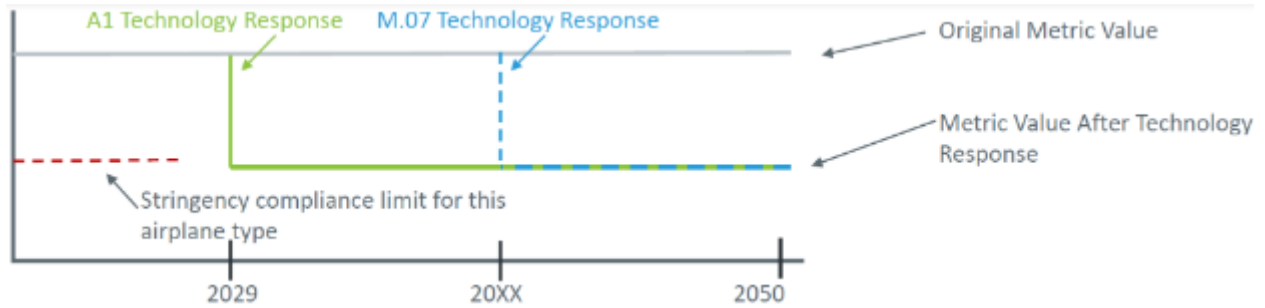 A1 Technology Response
M.07 Technology Response
Original Metric Value
Metric Value After Technology
Response
Stringency compliance limit for this
airplane type
2029
20XX
2050